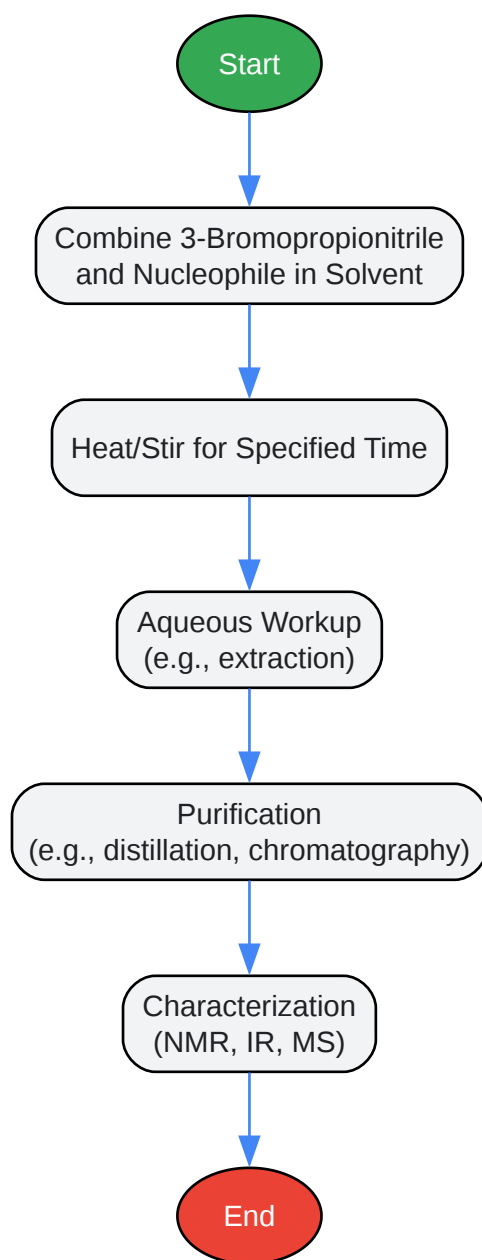 Start
Combine 3-Bromopropionitrile
and Nucleophile in Solvent
Heat/Stir for Specified Time
Aqueous Workup
(e.g., extraction)
Purification
(e.g., distillation, chromatography)
Characterization
(NMR, IR, MS)
End